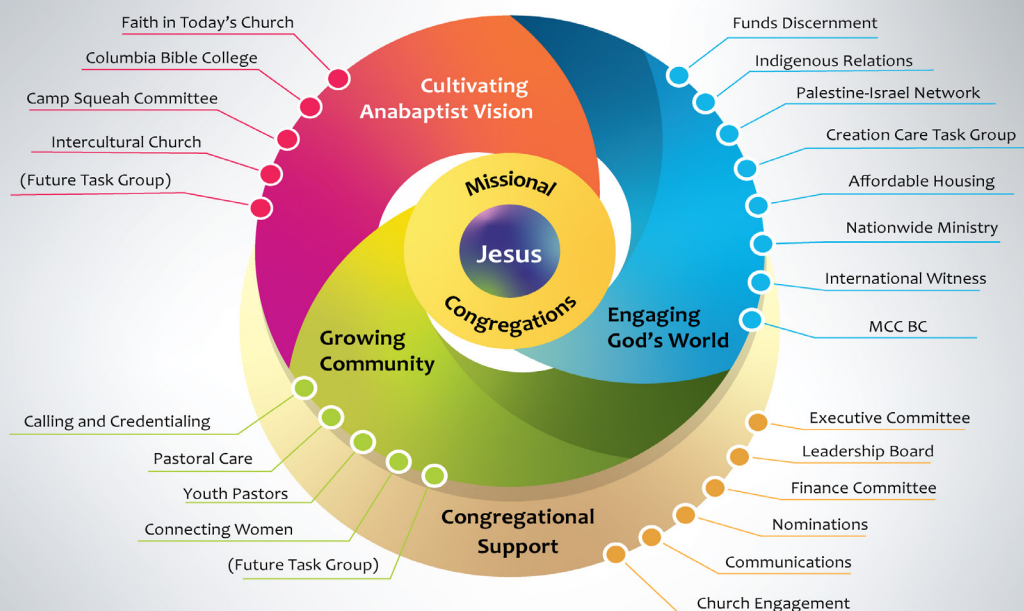 Faith in Today's Church
Columbia Bible College
Camp Squeah Committee
Intercultural Church
(Future Task Group)
Cultivating
Anabaptist Vision
Funds Discernment
Indigenous Relations
Palestine-Israel Network
Creation Care Task Group
Affordable Housing
Nationwide Ministry
International Witness
MCC BC
Missional
Jesus
Congregations
Engaging
God's World
Growing
Community
Calling and Credentialing
Pastoral Care
Youth Pastors
Connecting Women
(Future Task Group)
Congregational
Support
Executive Committee
Leadership Board
Finance Committee
Nominations
Communications
Church Engagement